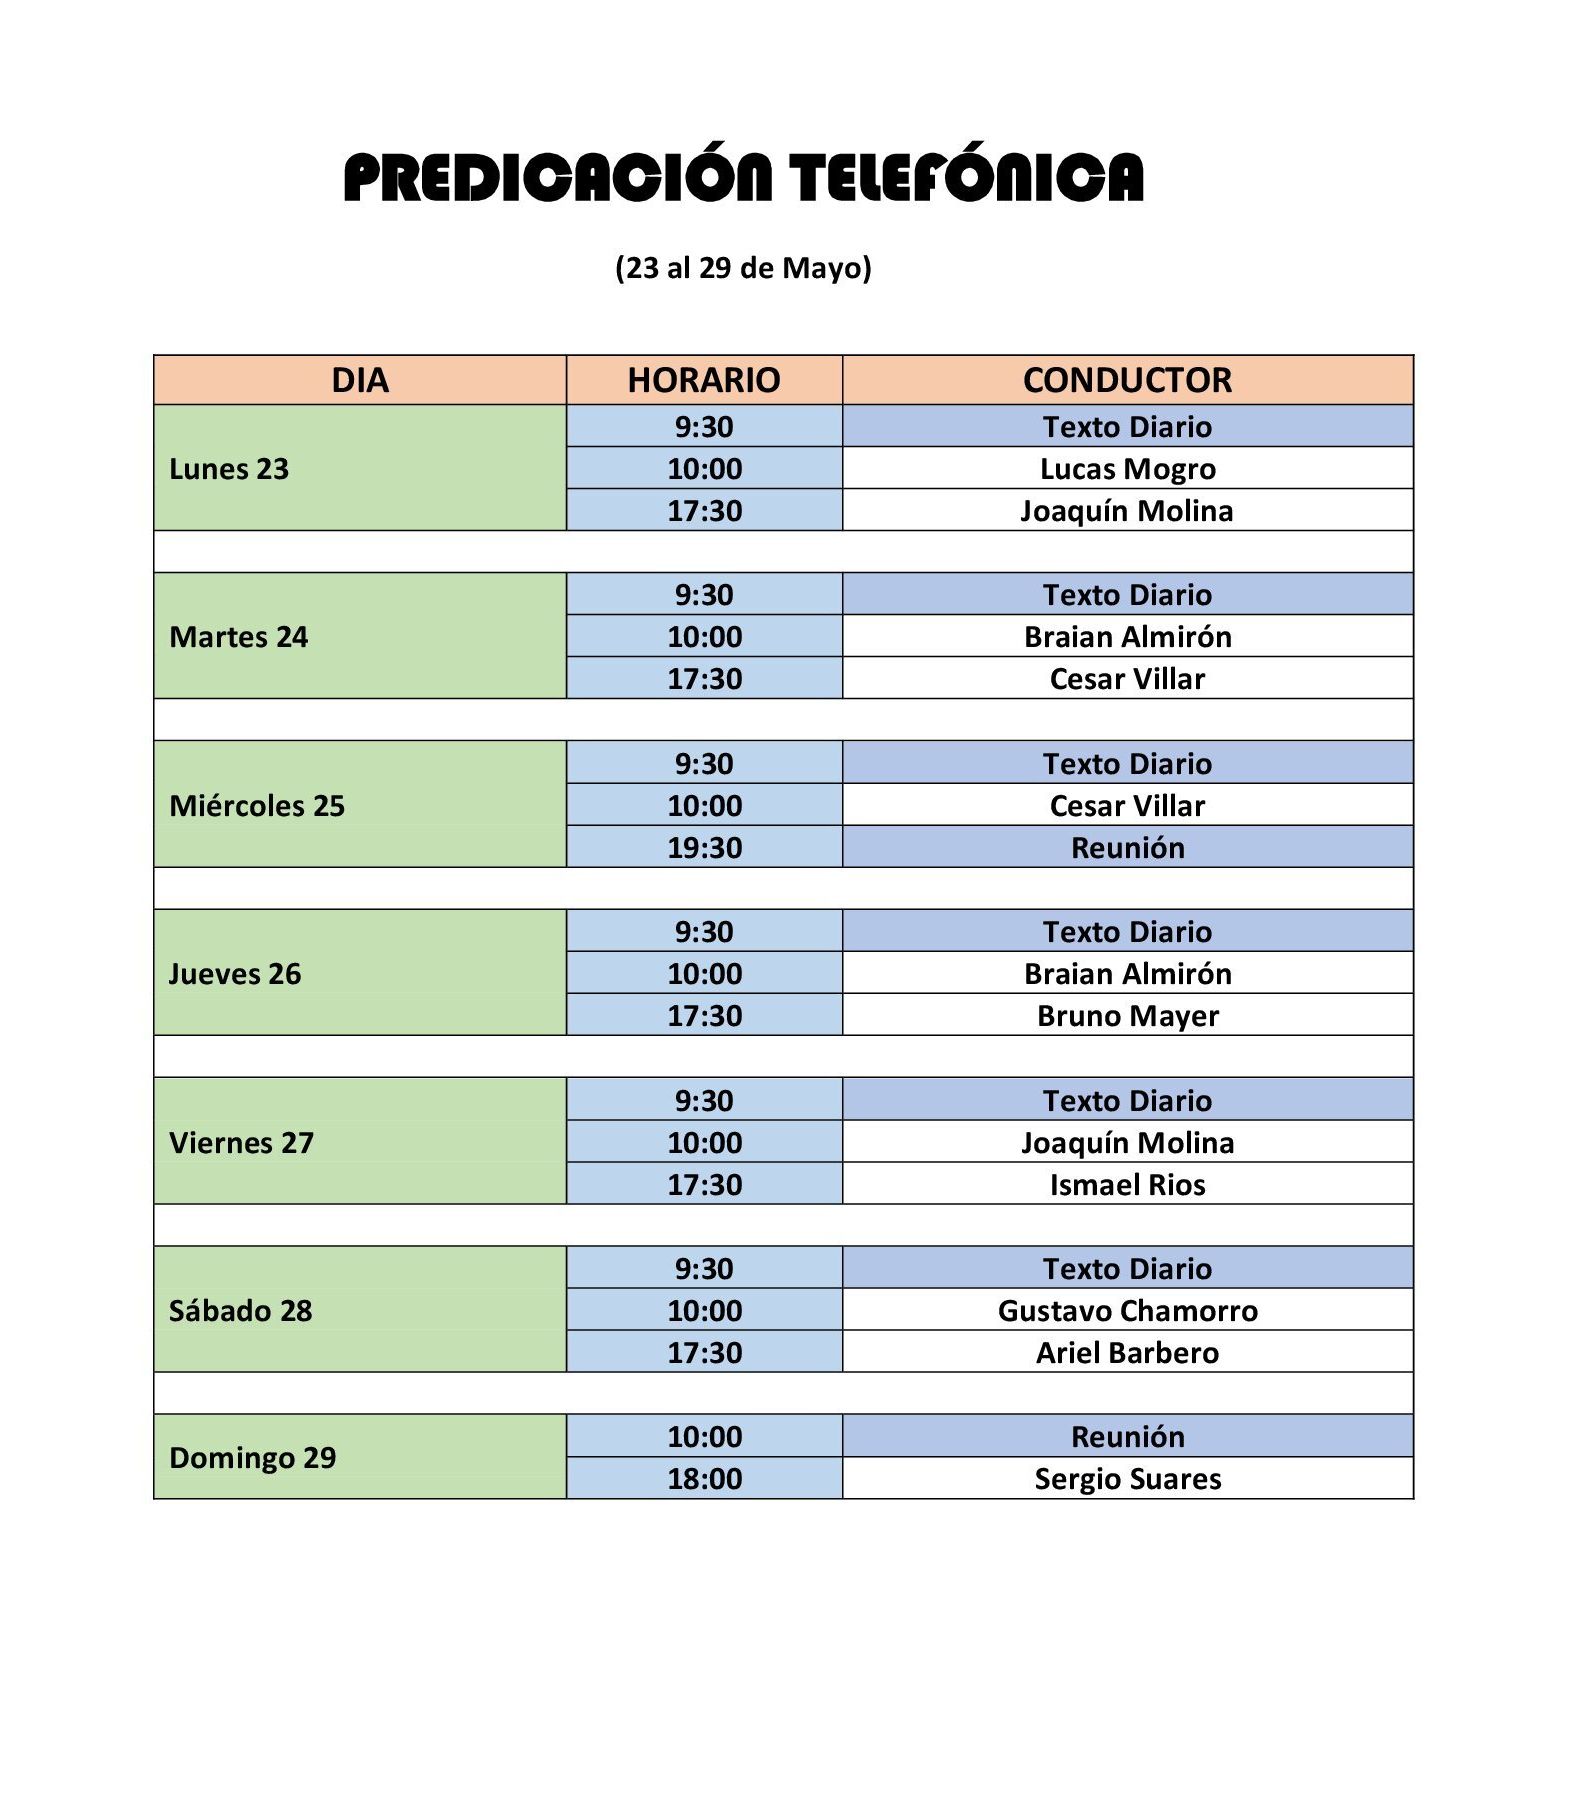 PREDICACIÓN TELEFÓNICA
(23 al 29 de Mayo)
DIA HORARIO CONDUCTOR
Lunes 23
9:30 Texto Diario
10:00 Lucas Mogro
17:30 Joaquín Molina
Martes 24
9:30 Texto Diario
10:00 Braian Almirón
17:30 Cesar Villar
Miércoles 25
9:30 Texto Diario
10:00 Cesar Villar
19:30 Reunión
Jueves 26
9:30 Texto Diario
10:00 Braian Almirón
17:30 Bruno Mayer
Viernes 27
9:30 Texto Diario
10:00 Joaquín Molina
17:30 Ismael Rios
Sábado 28
9:30 Texto Diario
10:00 Gustavo Chamorro
17:30 Ariel Barbero
Domingo 29
10:00 Reunión
18:00 Sergio Suares